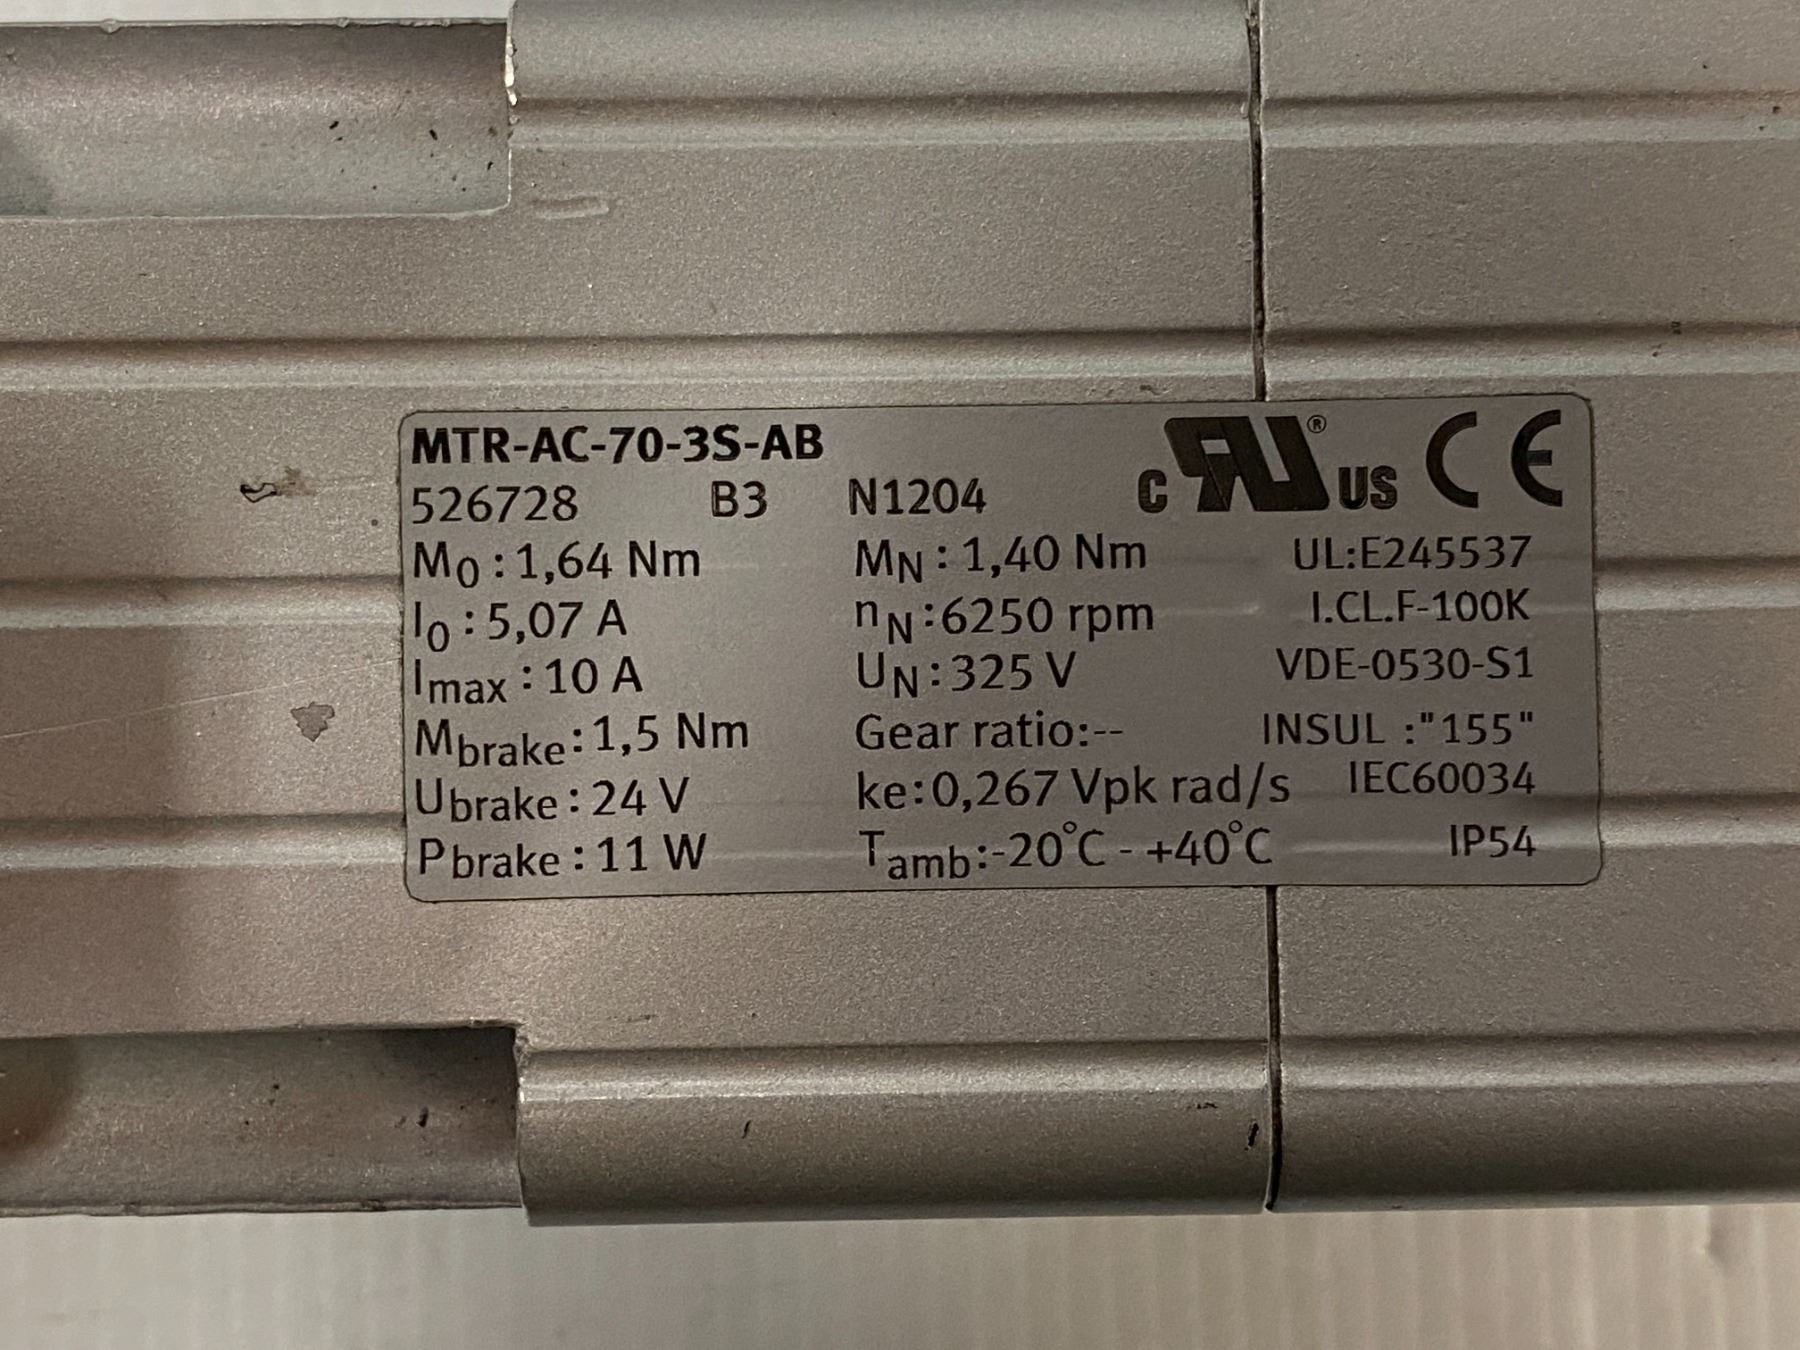 MTR-AC-70-3S-AB
526728 B3 N1204 c RU ® US CE
M0 : 1,64 Nm MN : 1,40 Nm UL:E245537
I0 : 5,07 A nN :6250 rpm I.CL.F-100K
Imax : 10 A UN : 325 V VDE-0530-S1
Mbrake: 1,5 Nm Gear ratio:-- INSUL :"155"
Ubrake : 24 V ke:0,267 Vpk rad/s IEC60034
Pbrake : 11 W Tamb:-20°C - +40°C IP54